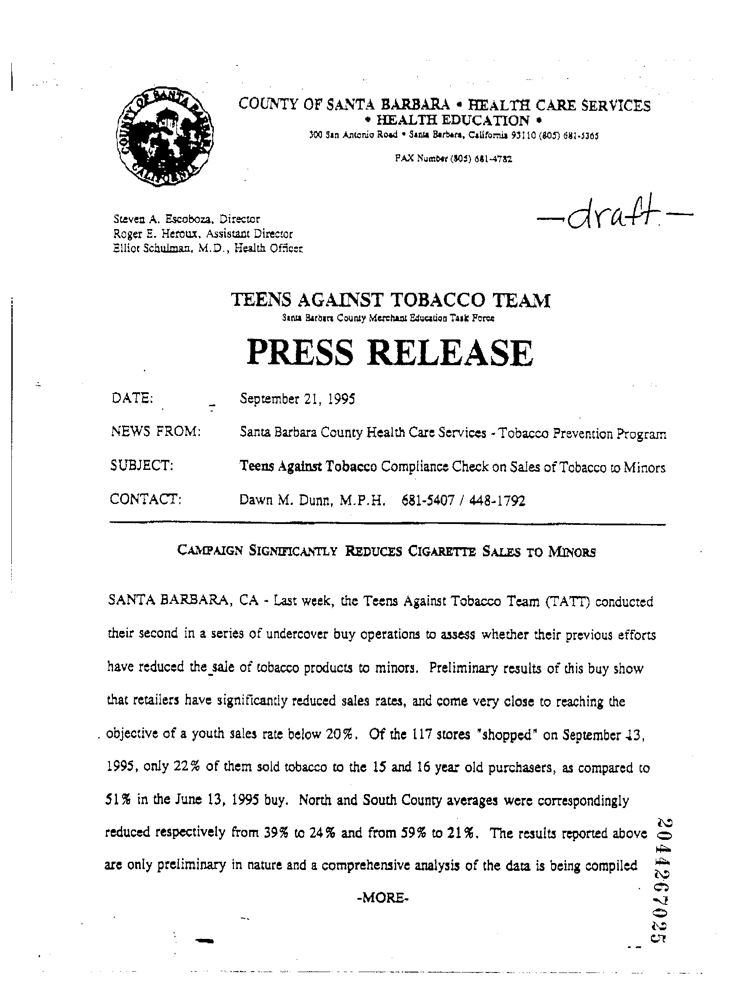 COUNTY OF SANTA BARBARA
CALIFORNIA
COUNTY OF SANTA BARBARA • HEALTH CARE SERVICES
• HEALTH EDUCATION •
300 San Antonio Road • Santa Barbara, California 93110 (805) 681-5365
FAX Number (805) 681-4782
-draft-
Steven A. Escoboza, Director
Roger E. Heroux, Assistant Director
Elliot Schulman, M.D., Health Officer
TEENS AGAINST TOBACCO TEAM
Santa Barbara County Merchant Education Task Force
PRESS RELEASE
DATE: September 21, 1995
NEWS FROM: Santa Barbara County Health Care Services - Tobacco Prevention Program
SUBJECT: Teens Against Tobacco Compliance Check on Sales of Tobacco to Minors
CONTACT: Dawn M. Dunn, M.P.H. 681-5407 / 448-1792
CAMPAIGN SIGNIFICANTLY REDUCES CIGARETTE SALES TO MINORS
SANTA BARBARA, CA - Last week, the Teens Against Tobacco Team (TATT) conducted
their second in a series of undercover buy operations to assess whether their previous efforts
have reduced the sale of tobacco products to minors. Preliminary results of this buy show
that retailers have significantly reduced sales rates, and come very close to reaching the
objective of a youth sales rate below 20%. Of the 117 stores "shopped" on September 13,
1995, only 22% of them sold tobacco to the 15 and 16 year old purchasers, as compared to
51% in the June 13, 1995 buy. North and South County averages were correspondingly
reduced respectively from 39% to 24% and from 59% to 21%. The results reported above
are only preliminary in nature and a comprehensive analysis of the data is being compiled
-MORE-
2044267025